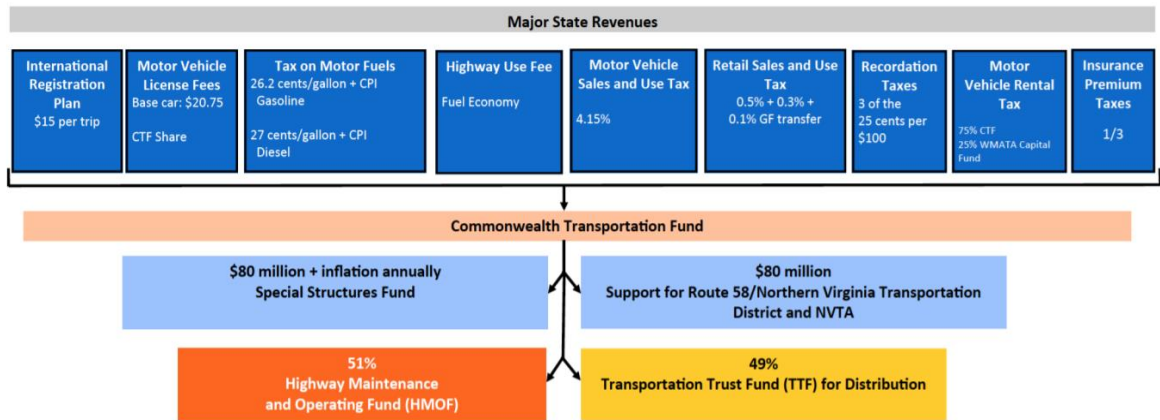 Major State Revenues
International
Registration
Plan
$15 per trip
Motor Vehicle
License Fees
Base car: $20.75
CTF Share
Tax on Motor Fuels
26.2 cents/gallon + CPI
Gasoline
27 cents/gallon + CPI
Diesel
Highway Use Fee
Fuel Economy
Motor Vehicle
Sales and Use Tax
4.15%
Retail Sales and Use
Tax
0.5% + 0.3% +
0.1% GF transfer
Recordation
Taxes
3 of the
25 cents per
$100
Motor
Vehicle Rental
Tax
75% CTF
25% WMATA Capital
Fund
Insurance
Premium
Taxes
1/3
Commonwealth Transportation Fund
$80 million + inflation annually
Special Structures Fund
$80 million
Support for Route 58/Northern Virginia Transportation
District and NVTA
51%
Highway Maintenance
and Operating Fund (HMOF)
49%
Transportation Trust Fund (TTF) for Distribution